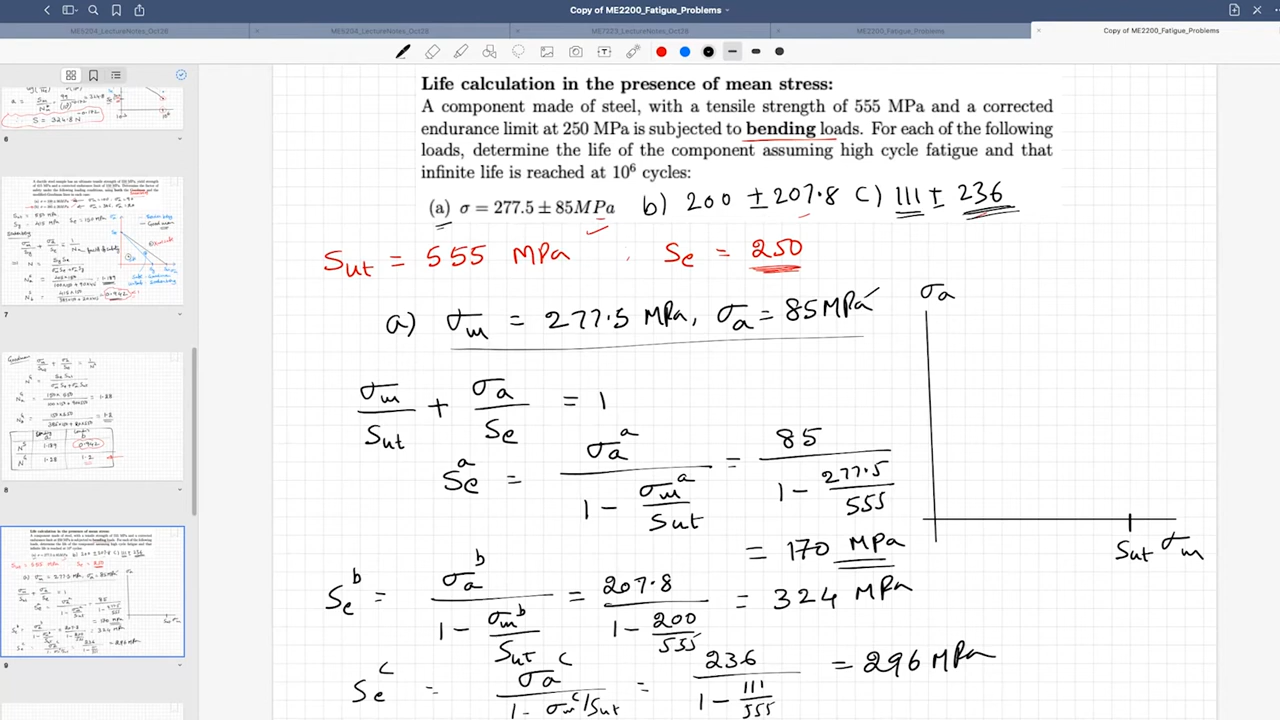 Copy of ME2200_Fatigue_Problems
ME5204_LectureNotes_Oct28
ME5204_LectureNotes_Oct28
ME7223_LectureNotes_Oct28
ME2200_Fatigue_Problems
Copy of ME2200_Fatigue_Problems
Life calculation in the presence of mean stress:
A component made of steel, with a tensile strength of 555 MPa and a corrected
endurance limit at 250 MPa is subjected to bending loads. For each of the following
loads, determine the life of the component assuming high cycle fatigue and that
infinite life is reached at 10⁶ cycles:
(a) σ = 277.5 ± 85MPa b) 200 ± 207.8 c) 111 ± 236
Sut = 555 MPa Se = 250
a) σm = 277.5 MPa, σa = 85MPa
σa
σm/Sut + σa/Se = 1
Se^a = σa^a / (1 - σm^a/Sut) = 85 / (1 - 277.5/555)
= 170 MPa
Sut σm
Se^b = σa^b / (1 - σm^b/Sut) = 207.8 / (1 - 200/555) = 324 MPa
Se^c = σa^c / (1 - σm^c/Sut) = 236 / (1 - 111/555) = 296 MPa
6
7
8
9